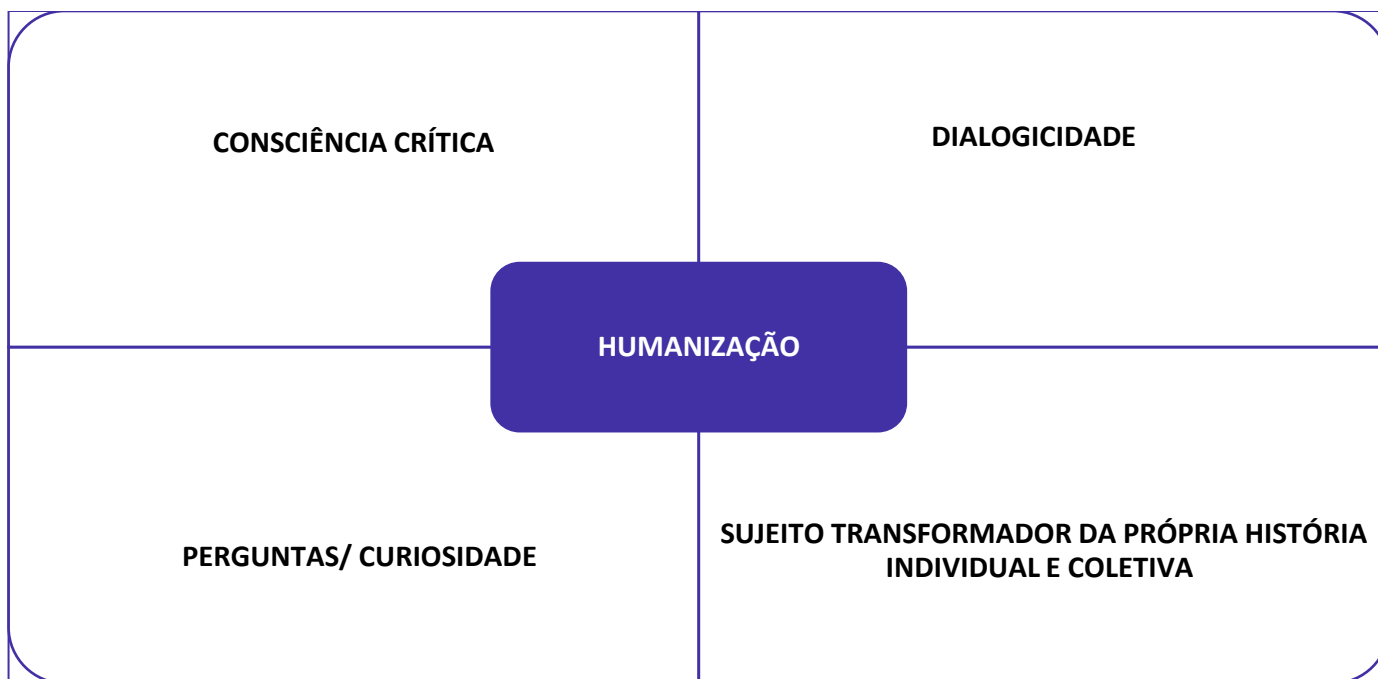 CONSCIÊNCIA CRÍTICA
DIALOGICIDADE
HUMANIZAÇÃO
PERGUNTAS/ CURIOSIDADE
SUJEITO TRANSFORMADOR DA PRÓPRIA HISTÓRIA
INDIVIDUAL E COLETIVA